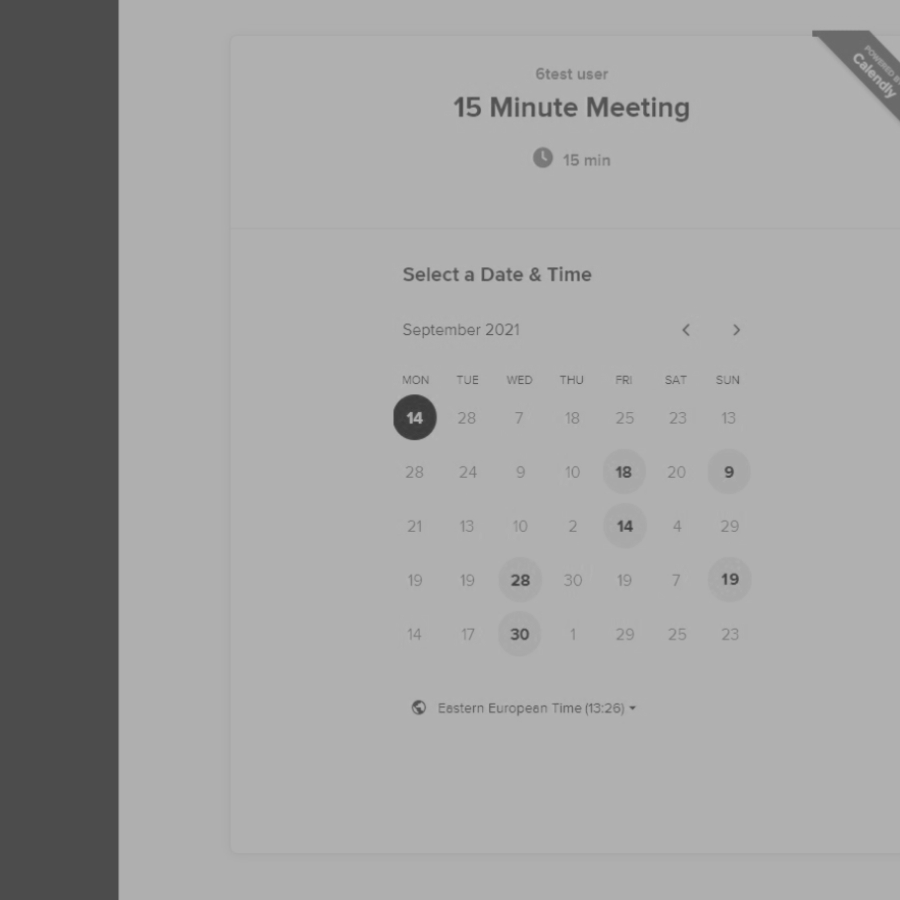 POWERED BY
Calendly
6test user
15 Minute Meeting
15 min
Select a Date & Time
September 2021
MON TUE WED THU FRI SAT SUN
14 28 7 18 25 23 13
28 24 9 10 18 20 9
21 13 10 2 14 4 29
19 19 28 30 19 7 19
14 17 30 1 29 25 23
Eastern European Time (13:26)